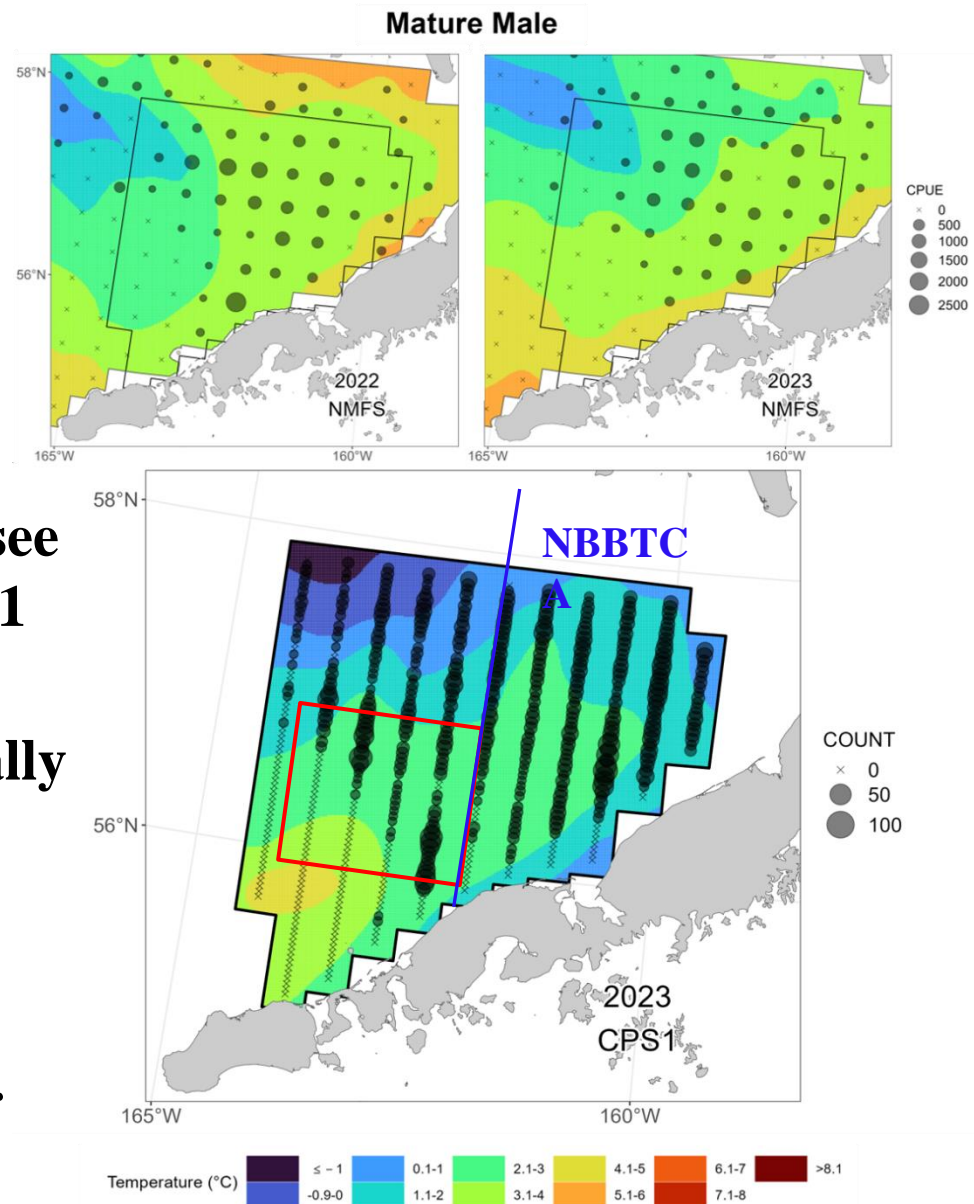 Mature Male
58°N
56°N
165°W
160°W
2022
NMFS
165°W
160°W
2023
NMFS
CPUE
0
500
1000
1500
2000
2500
see
1
ally
.
58°N
56°N
165°W
160°W
NBBTC
A
2023
CPS1
COUNT
× 0
50
100
Temperature (°C)
≤ − 1
0.1-1
2.1-3
4.1-5
6.1-7
>8.1
-0.9-0
1.1-2
3.1-4
5.1-6
7.1-8